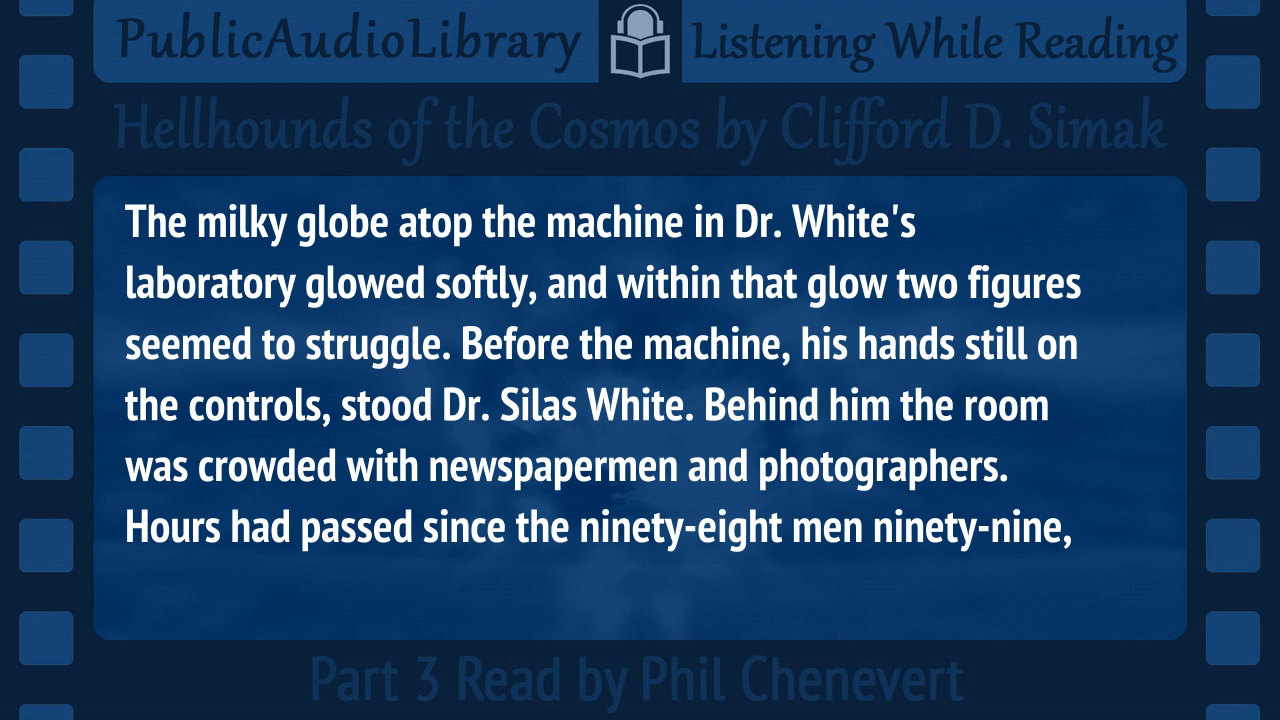 PublicAudioLibrary Listening While Reading
Hellhounds of the Cosmos by Clifford D. Simak
The milky globe atop the machine in Dr. White's
laboratory glowed softly, and within that glow two figures
seemed to struggle. Before the machine, his hands still on
the controls, stood Dr. Silas White. Behind him the room
was crowded with newspapermen and photographers.
Hours had passed since the ninety-eight men ninety-nine,
Part 3 Read by Phil Chenevert